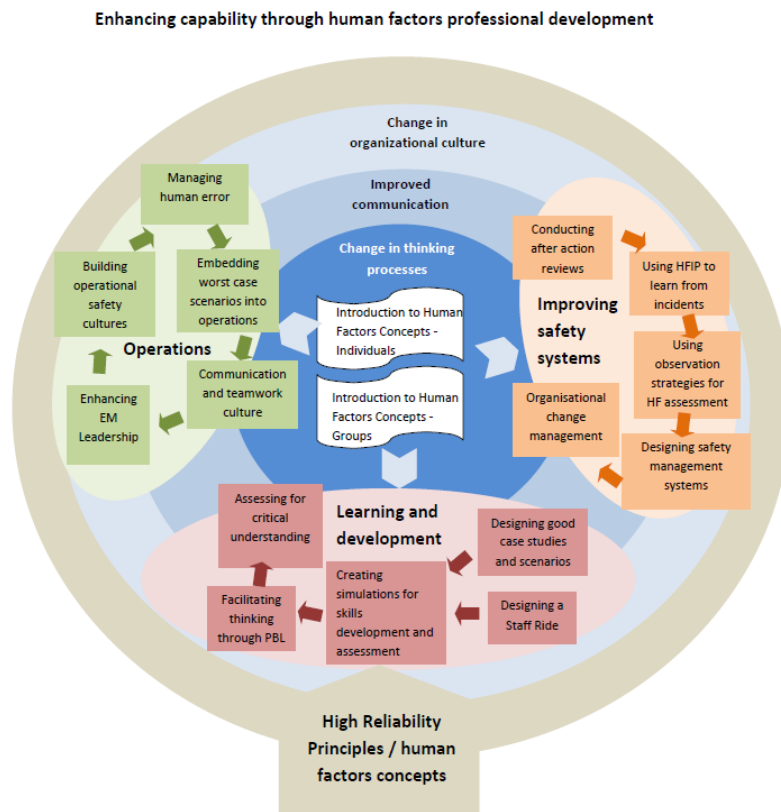 Enhancing capability through human factors professional development
Change in
organizational culture
Improved
communication
Change in thinking
processes
Introduction to Human
Factors Concepts -
Individuals
Introduction to Human
Factors Concepts -
Groups
Operations
Managing
human error
Embedding
worst case
scenarios into
operations
Communication
and teamwork
culture
Enhancing
EM
Leadership
Building
operational
safety
cultures
Improving
safety
systems
Conducting
after action
reviews
Using HFIP to
learn from
incidents
Using
observation
strategies for
HF assessment
Designing safety
management
systems
Organisational
change
management
Learning and
development
Designing good
case studies
and scenarios
Designing a
Staff Ride
Creating
simulations for
skills
development and
assessment
Facilitating
thinking
through PBL
Assessing for
critical
understanding
High Reliability
Principles / human
factors concepts